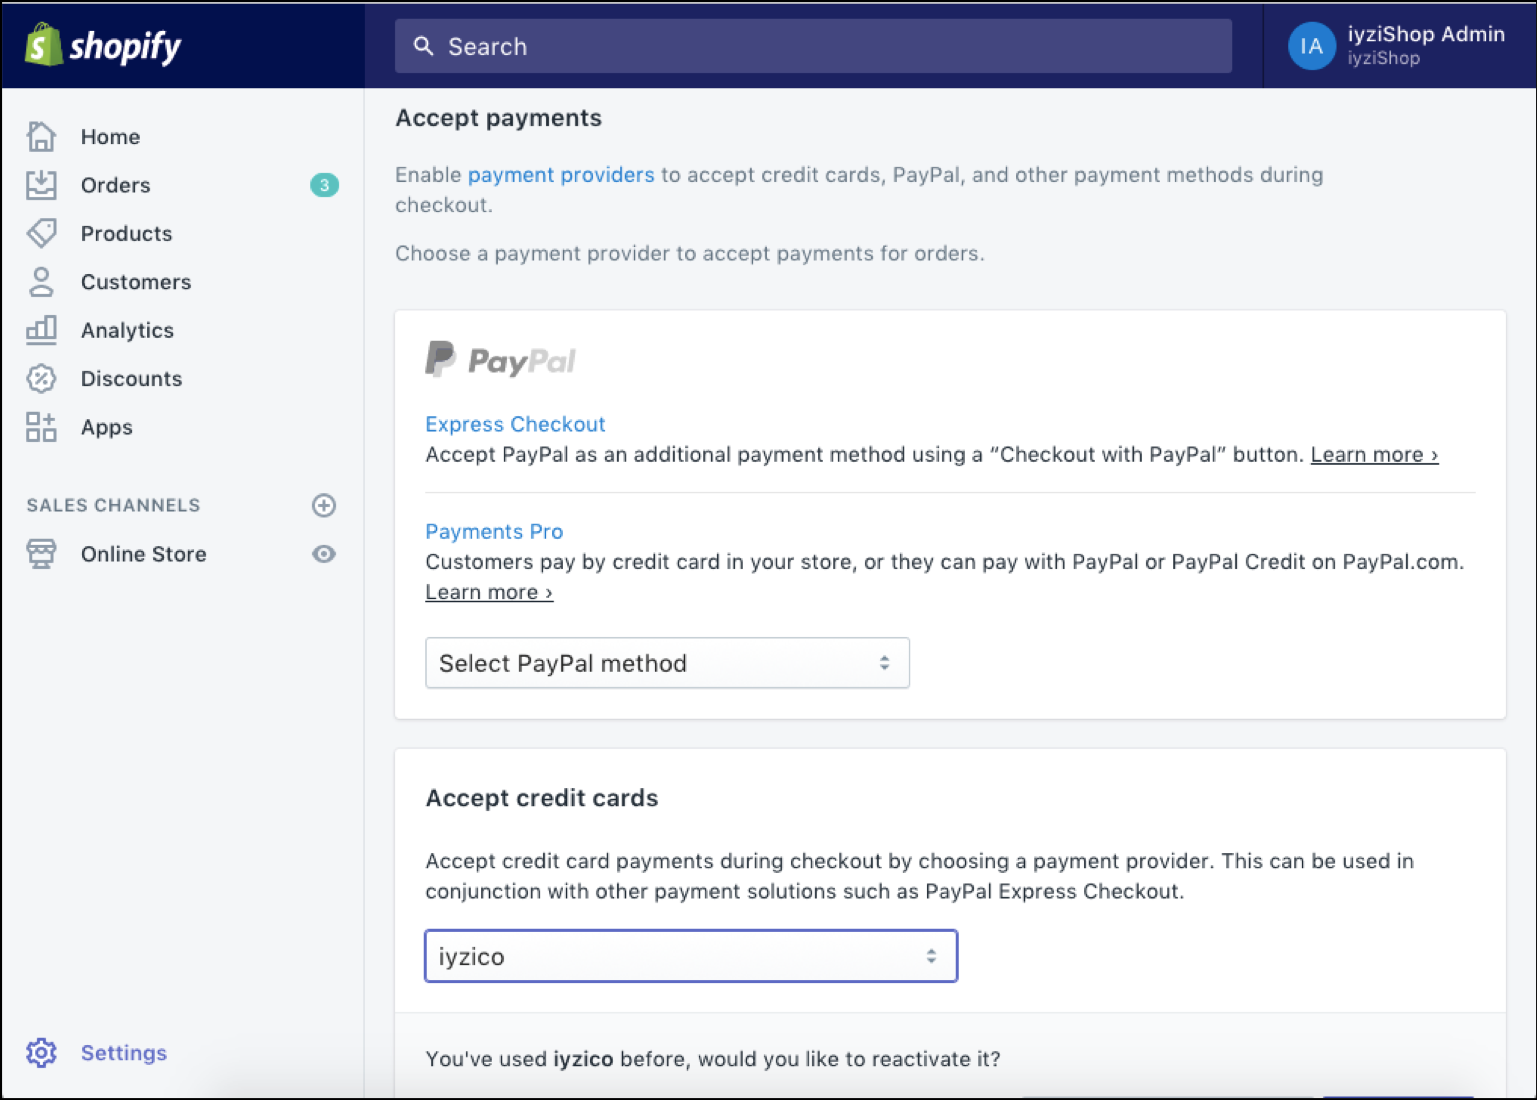 shopify
Search
IA
iyziShop Admin
iyziShop
Home
Orders
3
Products
Customers
Analytics
Discounts
Apps
SALES CHANNELS
Online Store
Settings
Accept payments
Enable payment providers to accept credit cards, PayPal, and other payment methods during
checkout.
Choose a payment provider to accept payments for orders.
PayPal
Express Checkout
Accept PayPal as an additional payment method using a “Checkout with PayPal” button. Learn more ›
Payments Pro
Customers pay by credit card in your store, or they can pay with PayPal or PayPal Credit on PayPal.com.
Learn more ›
Select PayPal method
Accept credit cards
Accept credit card payments during checkout by choosing a payment provider. This can be used in
conjunction with other payment solutions such as PayPal Express Checkout.
iyzico
You've used iyzico before, would you like to reactivate it?